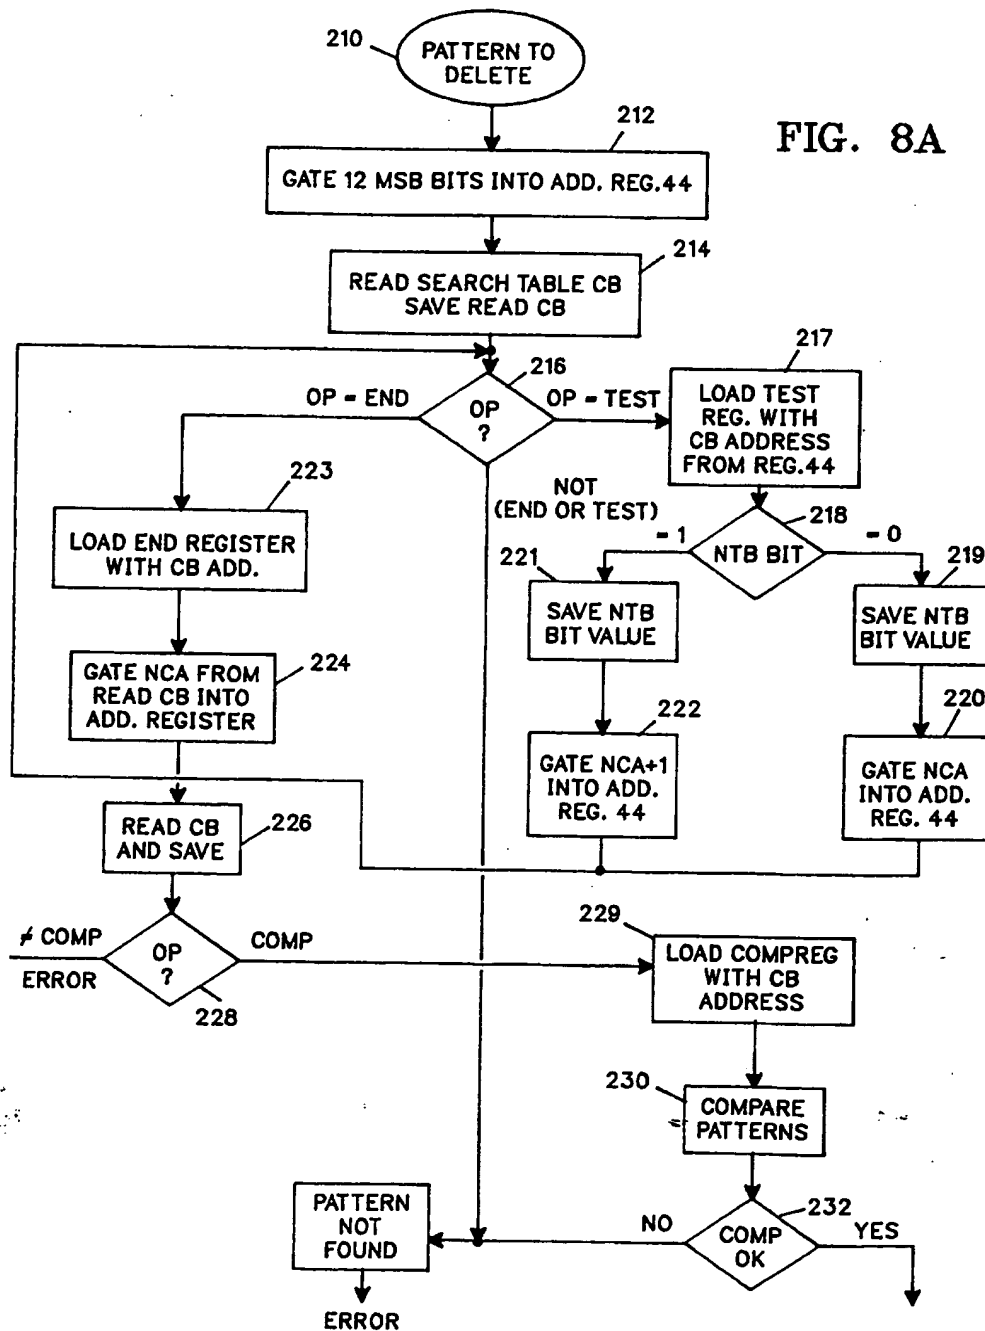 210
PATTERN TO
DELETE
FIG. 8A
212
GATE 12 MSB BITS INTO ADD. REG.44
214
READ SEARCH TABLE CB
SAVE READ CB
216
OP
?
OP = END
OP = TEST
NOT
(END OR TEST)
217
LOAD TEST
REG. WITH
CB ADDRESS
FROM REG.44
218
NTB BIT
= 1
= 0
221
SAVE NTB
BIT VALUE
219
SAVE NTB
BIT VALUE
222
GATE NCA+1
INTO ADD.
REG. 44
220
GATE NCA
INTO ADD.
REG. 44
223
LOAD END REGISTER
WITH CB ADD.
224
GATE NCA FROM
READ CB INTO
ADD. REGISTER
226
READ CB
AND SAVE
228
OP
?
≠ COMP
ERROR
COMP
229
LOAD COMPREG
WITH CB
ADDRESS
230
COMPARE
PATTERNS
232
COMP
OK
NO
YES
PATTERN
NOT
FOUND
ERROR